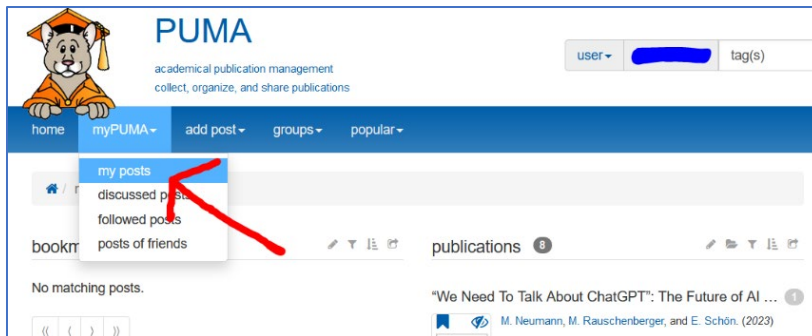 PUMA
academical publication management
collect, organize, and share publications
user
tag(s)
home myPUMA add post groups popular
my posts
discussed posts
followed posts
posts of friends
publications 8
No matching posts.
“We Need To Talk About ChatGPT”: The Future of AI ... 1
M. Neumann, M. Rauschenberger, and E. Schön. (2023)